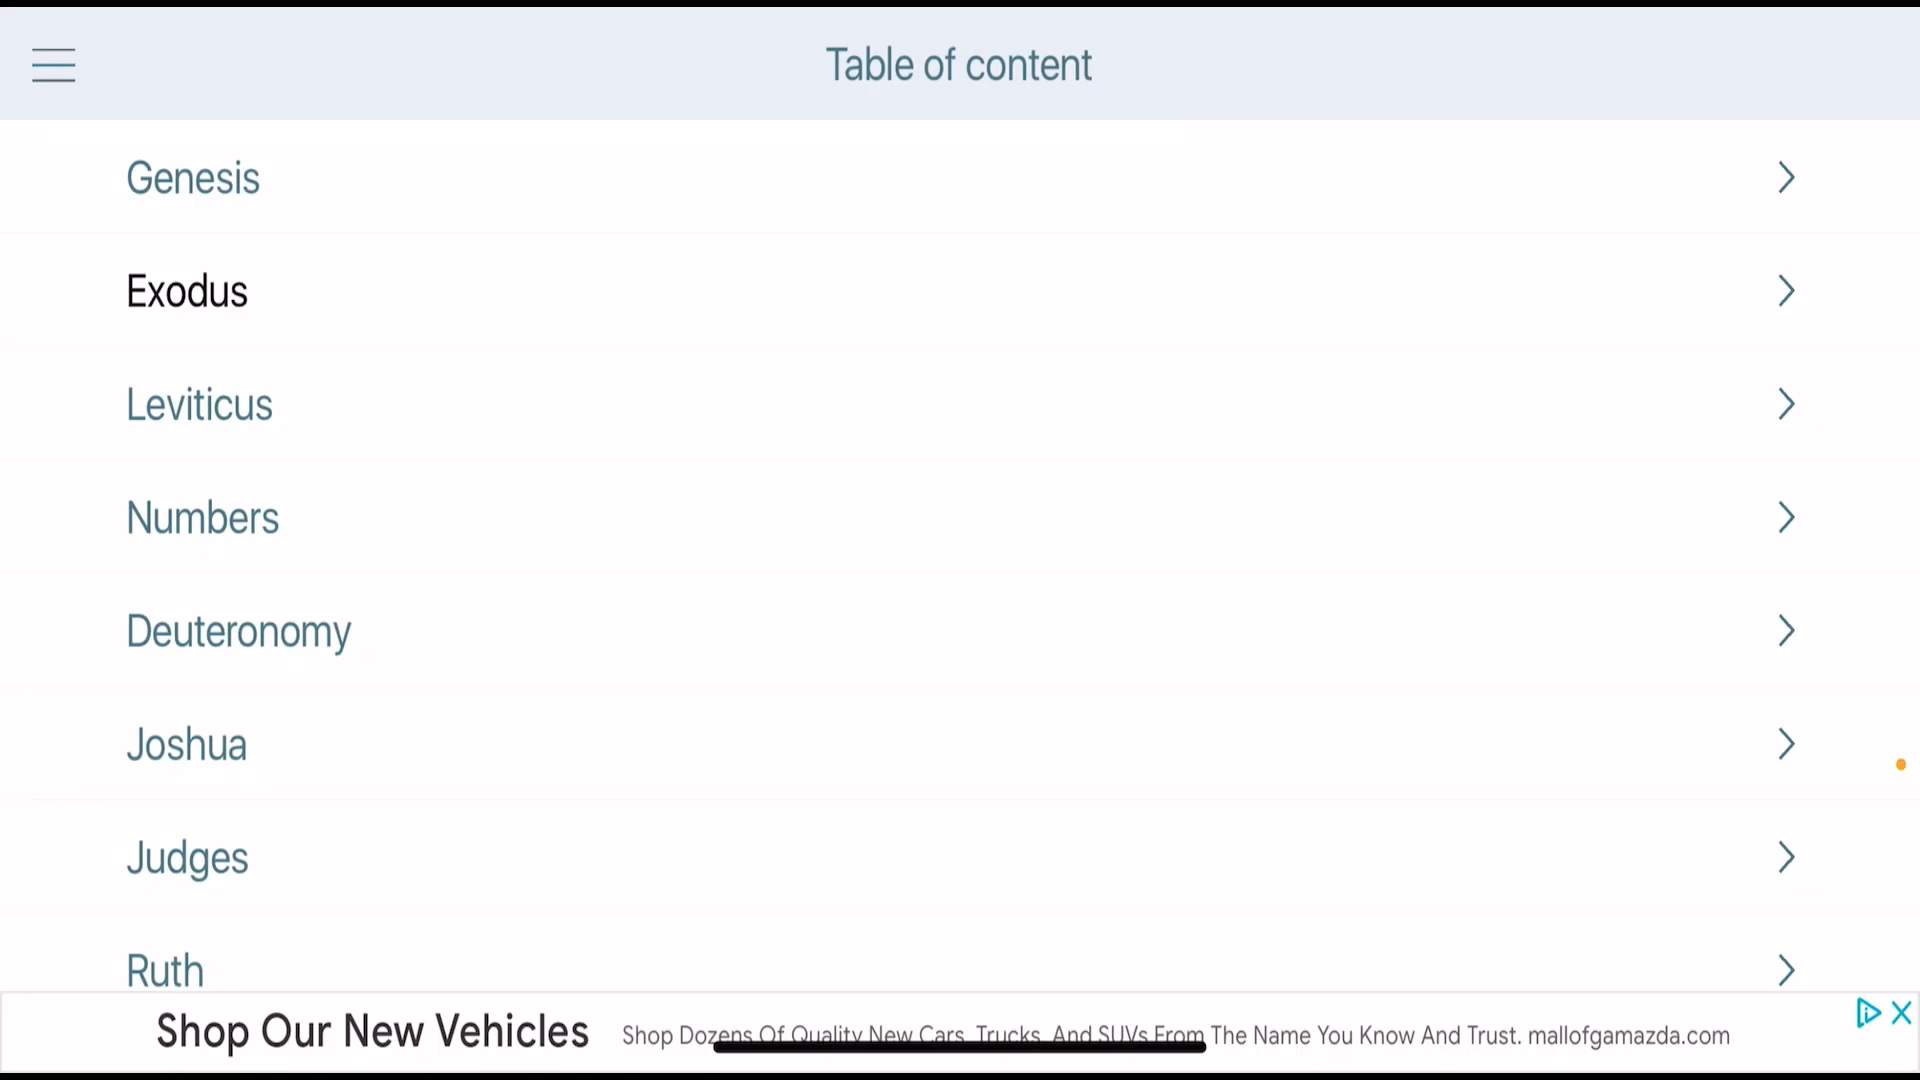 Table of content
Genesis
Exodus
Leviticus
Numbers
Deuteronomy
Joshua
Judges
Ruth
Shop Our New Vehicles
Shop Dozens Of Quality New Cars, Trucks, And SUVs From The Name You Know And Trust. mallofgamazda.com